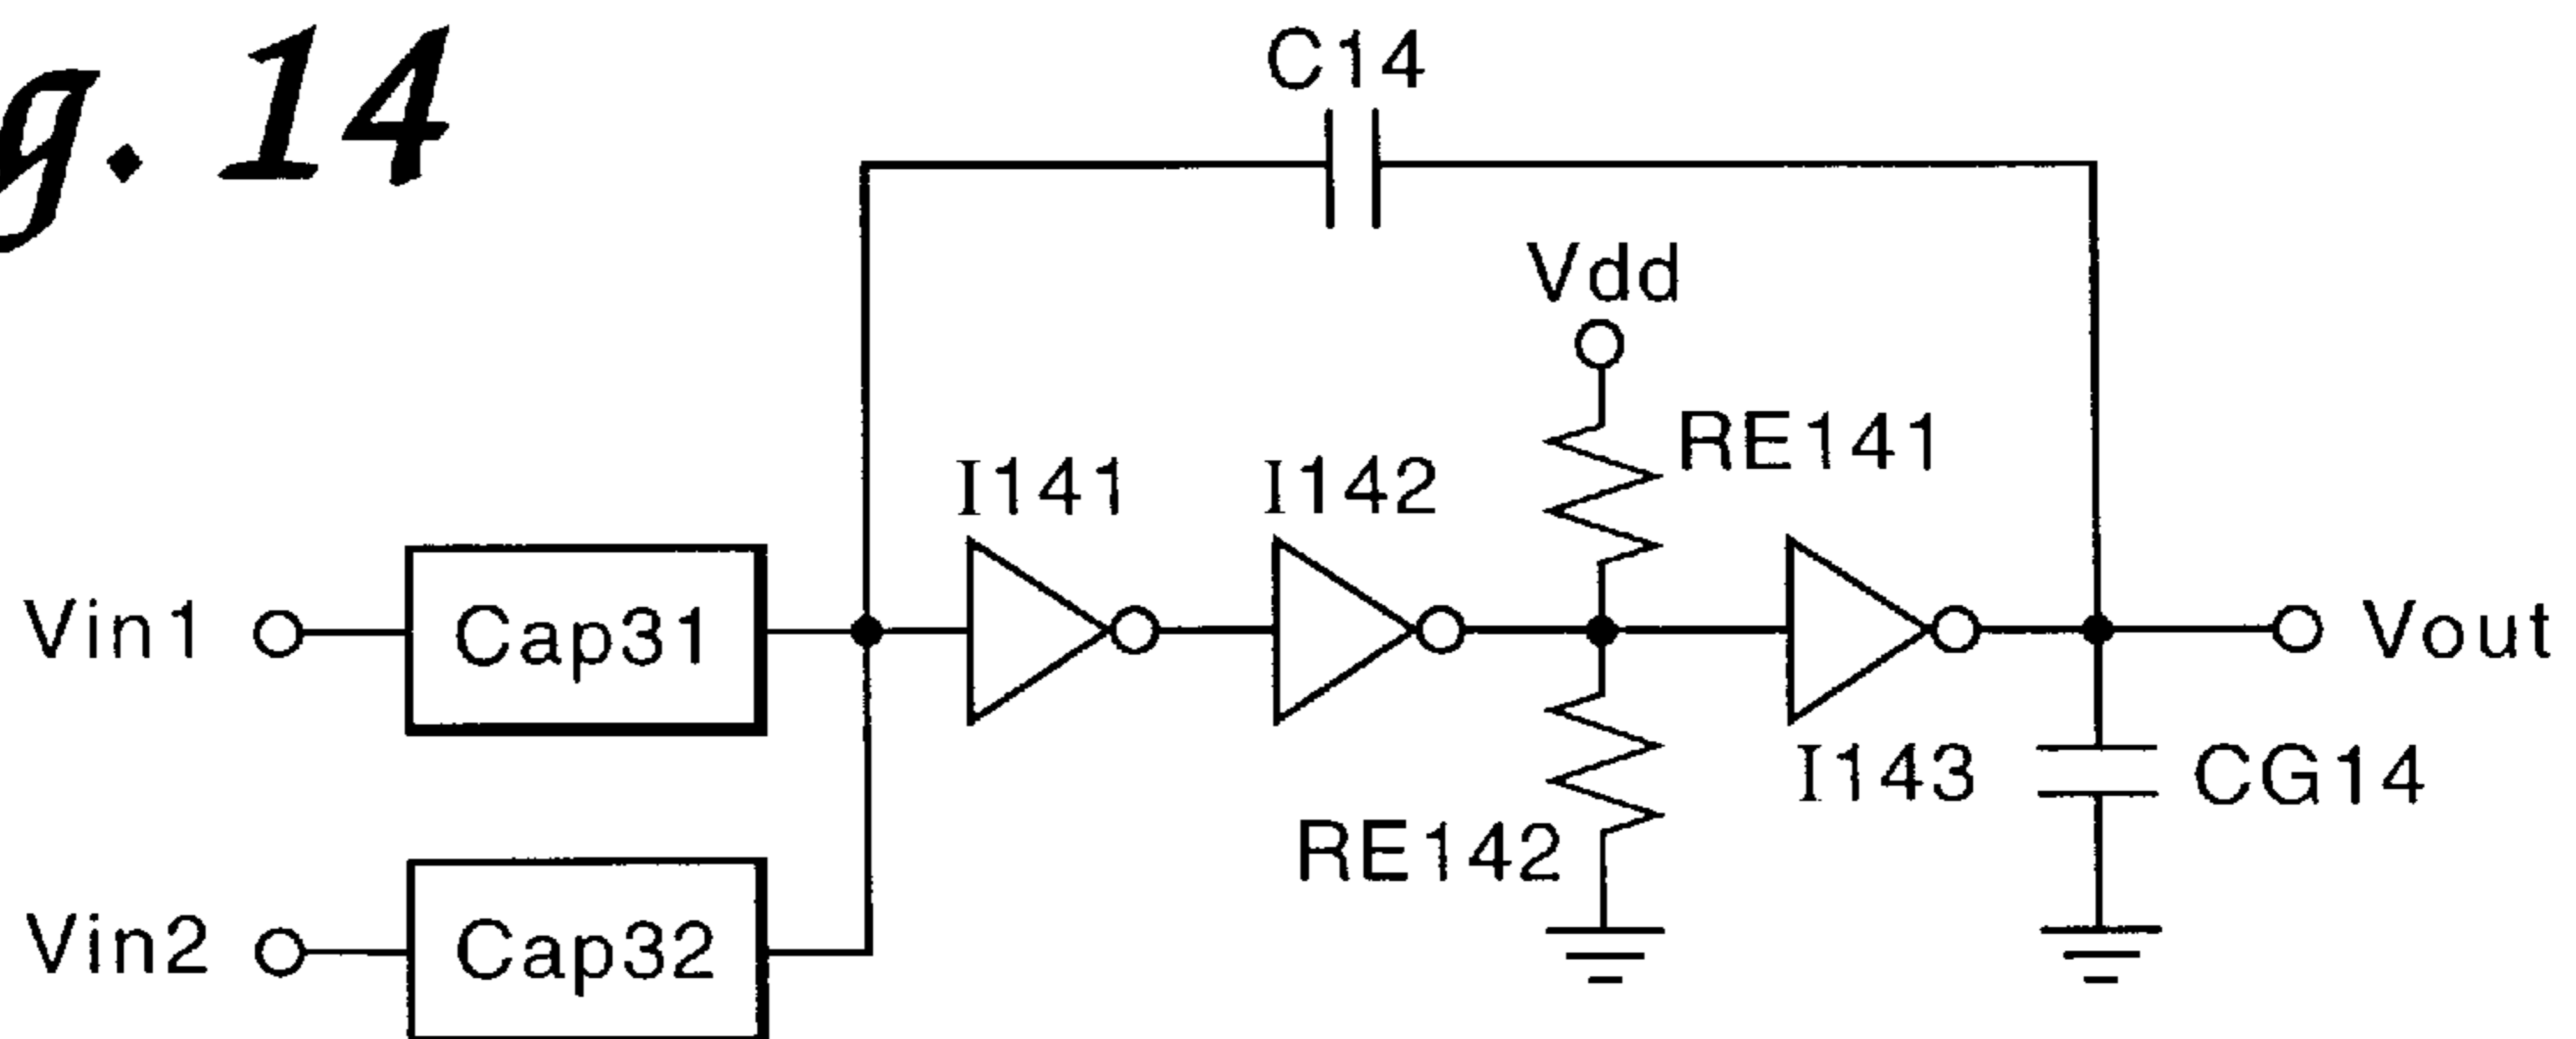 g. 14
C14
Vdd
RE141
I141
I142
Vin1
Cap31
Vout
I143
CG14
RE142
Vin2
Cap32